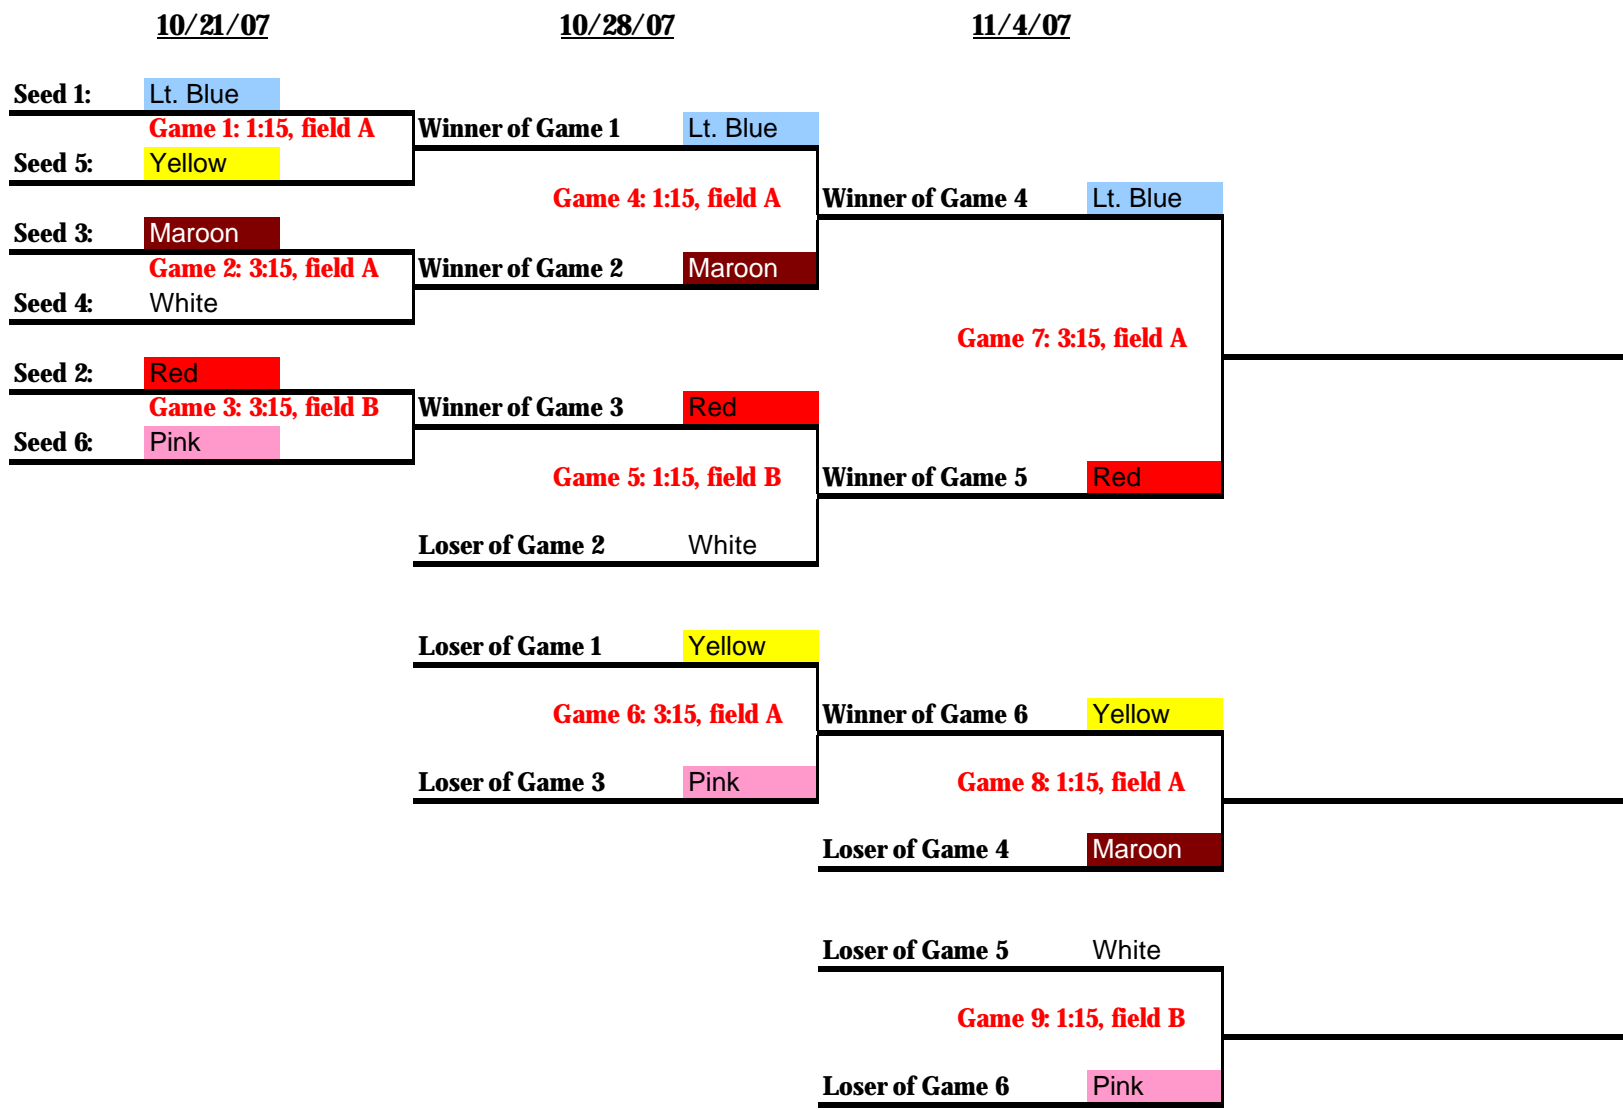 10/21/07 10/28/07 11/4/07
Seed 1: Lt. Blue
Game 1: 1:15, field A Winner of Game 1 Lt. Blue
Seed 5: Yellow
Game 4: 1:15, field A Winner of Game 4 Lt. Blue
Seed 3: Maroon
Game 2: 3:15, field A Winner of Game 2 Maroon
Seed 4: White
Game 7: 3:15, field A
Seed 2: Red
Game 3: 3:15, field B Winner of Game 3 Red
Seed 6: Pink
Game 5: 1:15, field B Winner of Game 5 Red
Loser of Game 2 White
Loser of Game 1 Yellow
Game 6: 3:15, field A Winner of Game 6 Yellow
Loser of Game 3 Pink Game 8: 1:15, field A
Loser of Game 4 Maroon
Loser of Game 5 White
Game 9: 1:15, field B
Loser of Game 6 Pink